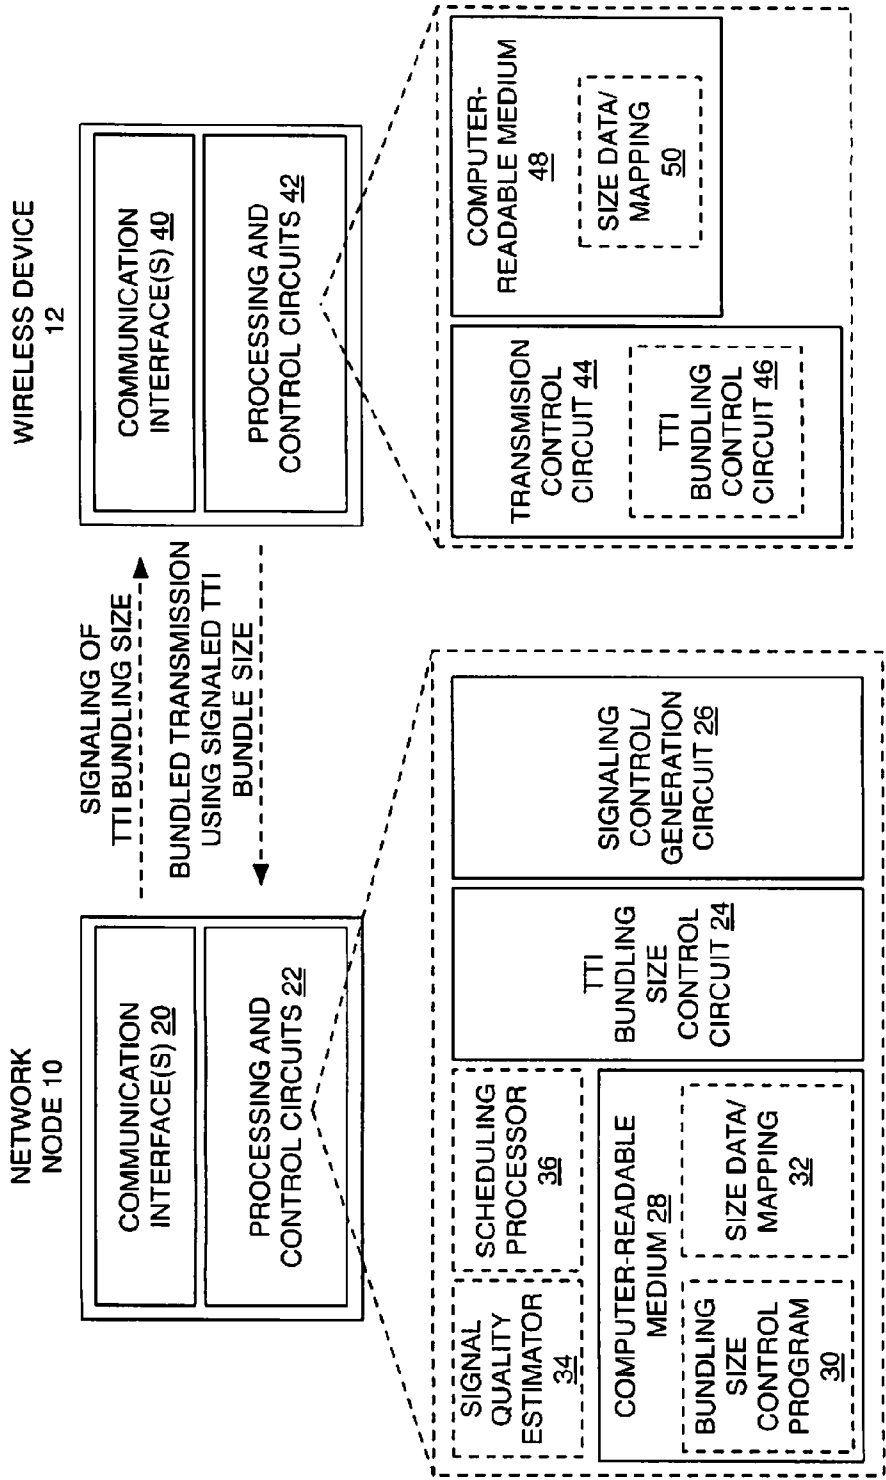 NETWORK
NODE 10
COMMUNICATION
INTERFACE(S) 20
PROCESSING AND
CONTROL CIRCUITS 22
SIGNALING OF
TTI BUNDLING SIZE
BUNDLED TRANSMISSION
USING SIGNALED TTI
BUNDLE SIZE
WIRELESS DEVICE
12
COMMUNICATION
INTERFACE(S) 40
PROCESSING AND
CONTROL CIRCUITS 42
SIGNAL
QUALITY
ESTIMATOR
34
SCHEDULING
PROCESSOR
36
COMPUTER-READABLE
MEDIUM 28
BUNDLING
SIZE
CONTROL
PROGRAM
30
SIZE DATA/
MAPPING
32
TTI
BUNDLING
SIZE
CONTROL
CIRCUIT 24
SIGNALING
CONTROL/
GENERATION
CIRCUIT 26
TRANSMISION
CONTROL
CIRCUIT 44
TTI
BUNDLING
CONTROL
CIRCUIT 46
COMPUTER-
READABLE MEDIUM
48
SIZE DATA/
MAPPING
50